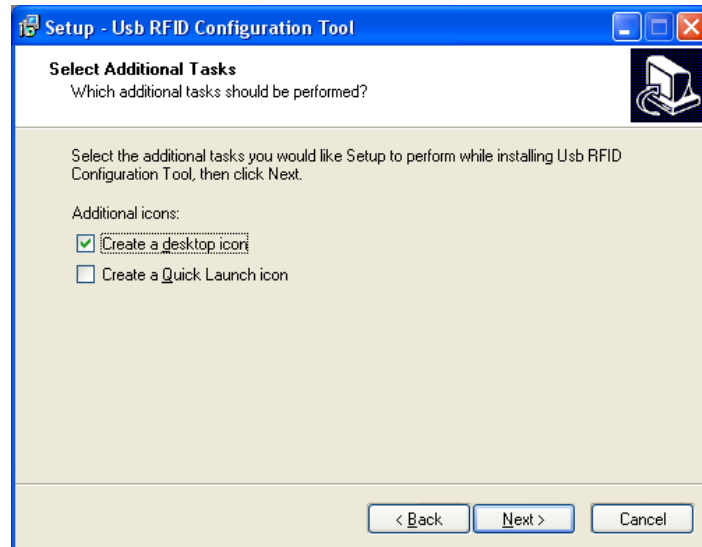 Setup - Usb RFID Configuration Tool
Select Additional Tasks
Which additional tasks should be performed?
Select the additional tasks you would like Setup to perform while installing Usb RFID
Configuration Tool, then click Next.
Additional icons:
Create a desktop icon
Create a Quick Launch icon
< Back
Next >
Cancel